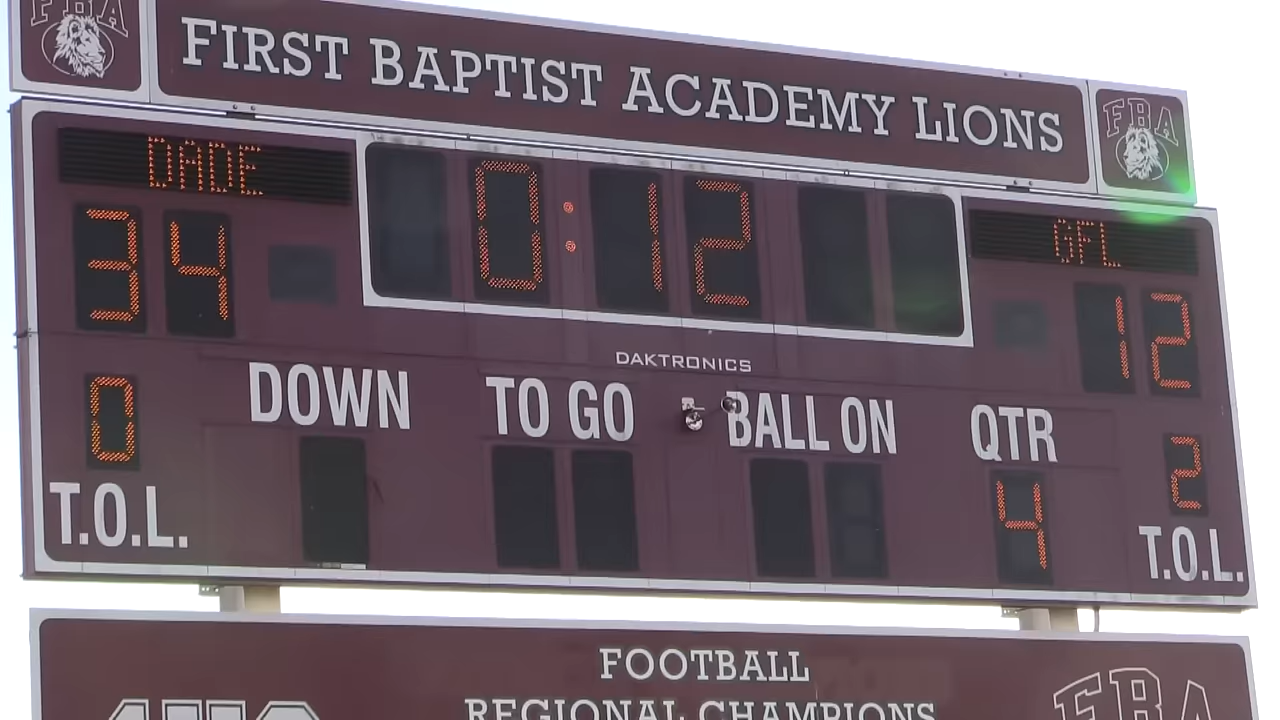 FBA
FIRST BAPTIST ACADEMY LIONS
FBA
DADE
0:12
GFL
34
12
DAKTRONICS
DOWN
TO GO
BALL ON
QTR
0
4
2
T.O.L.
T.O.L.
FOOTBALL
REGIONAL CHAMPIONS
FBA